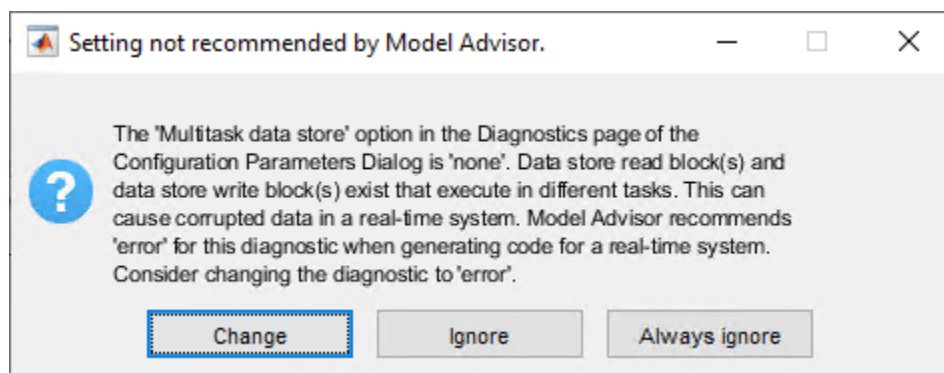 Setting not recommended by Model Advisor.
The 'Multitask data store' option in the Diagnostics page of the
Configuration Parameters Dialog is 'none'. Data store read block(s) and
data store write block(s) exist that execute in different tasks. This can
cause corrupted data in a real-time system. Model Advisor recommends
'error' for this diagnostic when generating code for a real-time system.
Consider changing the diagnostic to 'error'.
Change Ignore Always ignore